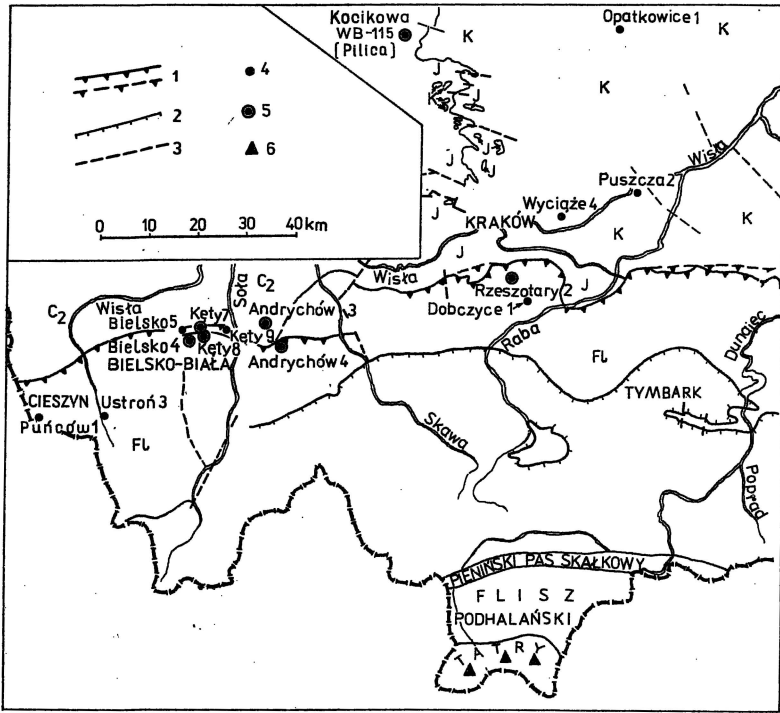 Kocikowa
WB-115
(Pilica)
K
Opatkowice 1
K
1
2
3
4
5
6
0 10 20 30 40 km
J
K
J
J
K
J
J
J
Wisła
Puszcza 2
Wyciąże 4
KRAKÓW
K
K
J
C2
Wisła
Soła
C2
Wisła
Rzeszotary 2
J
Dobczyce 1
Andrychów 3
Kęty 7
Bielsko 5
Kęty 9
Bielsko 4
Kęty 8
BIELSKO-BIAŁA
Andrychów 4
Raba
Fl
Dunajec
CIESZYN
Ustroń 3
Puńców 1
Fl
Skawa
TYMBARK
Poprad
PIENIŃSKI PAS SKAŁKOWY
FLISZ
PODHALAŃSKI
TATRY